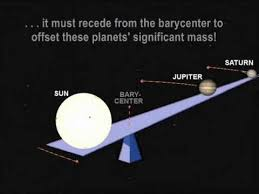 . . . it must recede from the barycenter to
offset these planets' significant mass!
SATURN
JUPITER
SUN
BARY-
CENTER